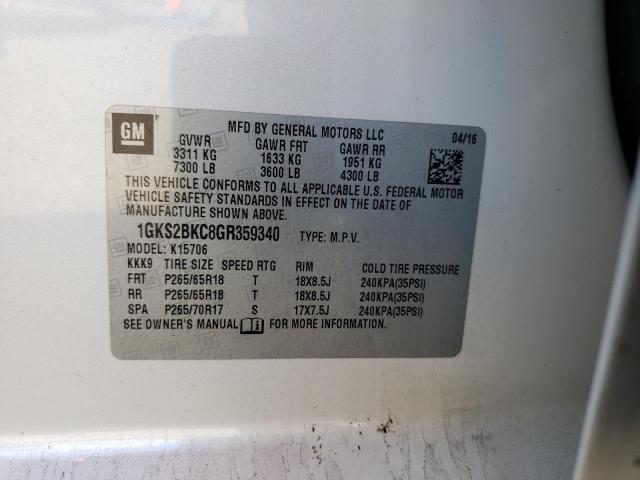 GM
MFD BY GENERAL MOTORS LLC 04/16
GVWR GAWR FRT GAWR RR
3311 KG 1633 KG 1951 KG
7300 LB 3600 LB 4300 LB
THIS VEHICLE CONFORMS TO ALL APPLICABLE U.S. FEDERAL MOTOR
VEHICLE SAFETY STANDARDS IN EFFECT ON THE DATE OF
MANUFACTURE SHOWN ABOVE.
1GKS2BKC8GR359340 TYPE: M.P.V.
MODEL: K15706
KKK9 TIRE SIZE SPEED RTG RIM COLD TIRE PRESSURE
FRT P265/65R18 T 18X8.5J 240KPA(35PSI)
RR P265/65R18 T 18X8.5J 240KPA(35PSI)
SPA P265/70R17 S 17X7.5J 240KPA(35PSI)
SEE OWNER'S MANUAL i FOR MORE INFORMATION.